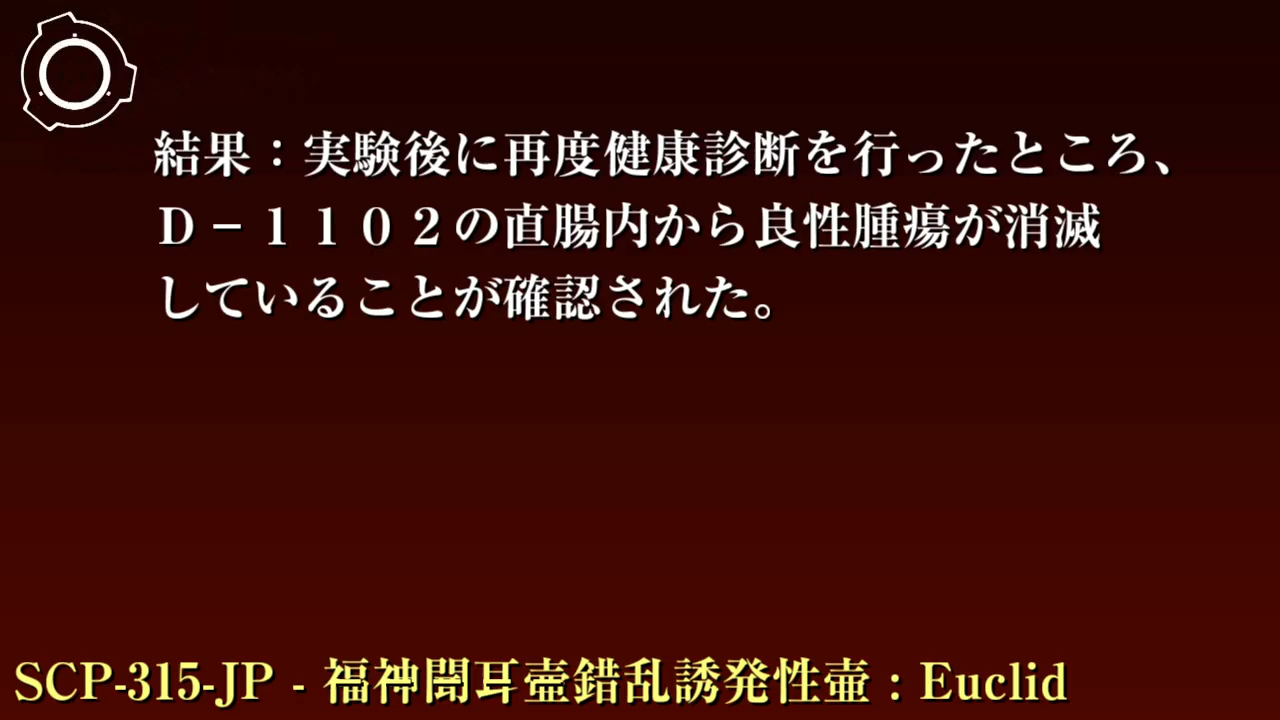 結果：実験後に再度健康診断を行ったところ、
Ｄ－１１０２の直腸内から良性腫瘍が消滅
していることが確認された。
SCP-315-JP - 福神聞耳壷錯乱誘発性壷：Euclid